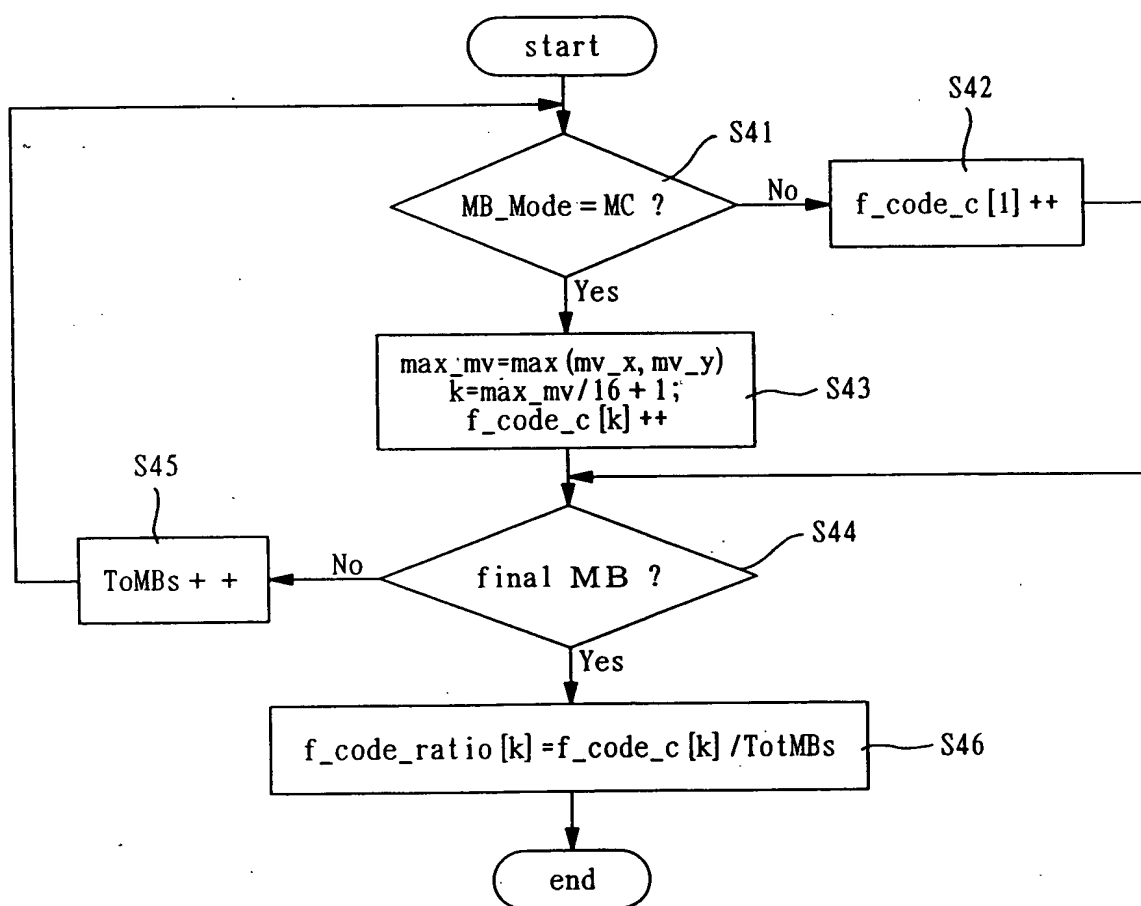 start
S41
S42
MB_Mode=MC ?
No
f_code_c[1]++
Yes
max_mv=max(mv_x, mv_y)
k=max_mv/16+1;
f_code_c[k]++
S43
S45
ToMBs++
No
final MB ?
S44
Yes
f_code_ratio[k]=f_code_c[k]/TotMBs
S46
end